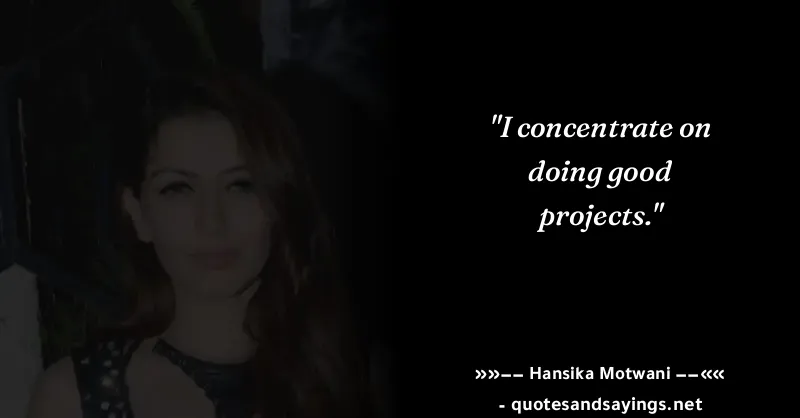 "I concentrate on
doing good
projects."
»»−− Hansika Motwani −−««
- quotesandsayings.net